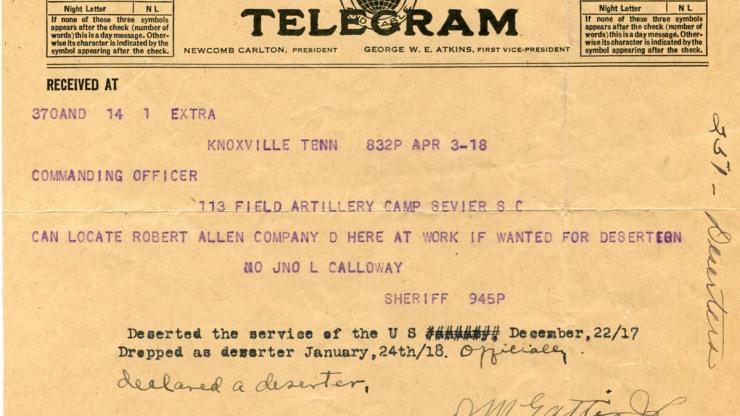 Night Letter N L
If none of these three symbols
appears after the check (number of
words) this is a day message. Other-
wise its character is indicated by the
symbol appearing after the check.
TELEGRAM
NEWCOMB CARLTON, PRESIDENT GEORGE W. E. ATKINS, FIRST VICE-PRESIDENT
Night Letter N L
If none of these three symbols
appears after the check (number of
words) this is a day message. Other-
wise its character is indicated by the
symbol appearing after the check.
RECEIVED AT
370AND 14 1 EXTRA
KNOXVILLE TENN 832P APR 3-18
COMMANDING OFFICER
113 FIELD ARTILLERY CAMP SEVIER S C
CAN LOCATE ROBERT ALLEN COMPANY D HERE AT WORK IF WANTED FOR DESERTION
JNO L CALLOWAY
SHERIFF 945P
Deserted the service of the U S December,22/17
Dropped as deserter January,24th/18. Officially
declared a deserter.
Deserters